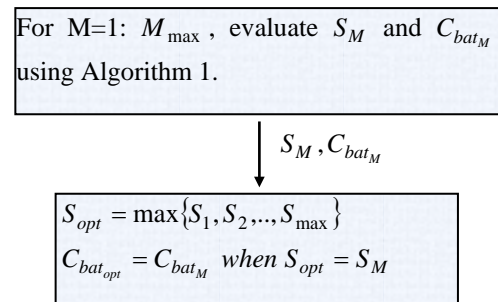 For M=1: M_max , evaluate S_M and C_bat_M
using Algorithm 1.
S_M , C_bat_M
S_opt = max{S_1, S_2,.., S_max}
C_bat_opt = C_bat_M when S_opt = S_M